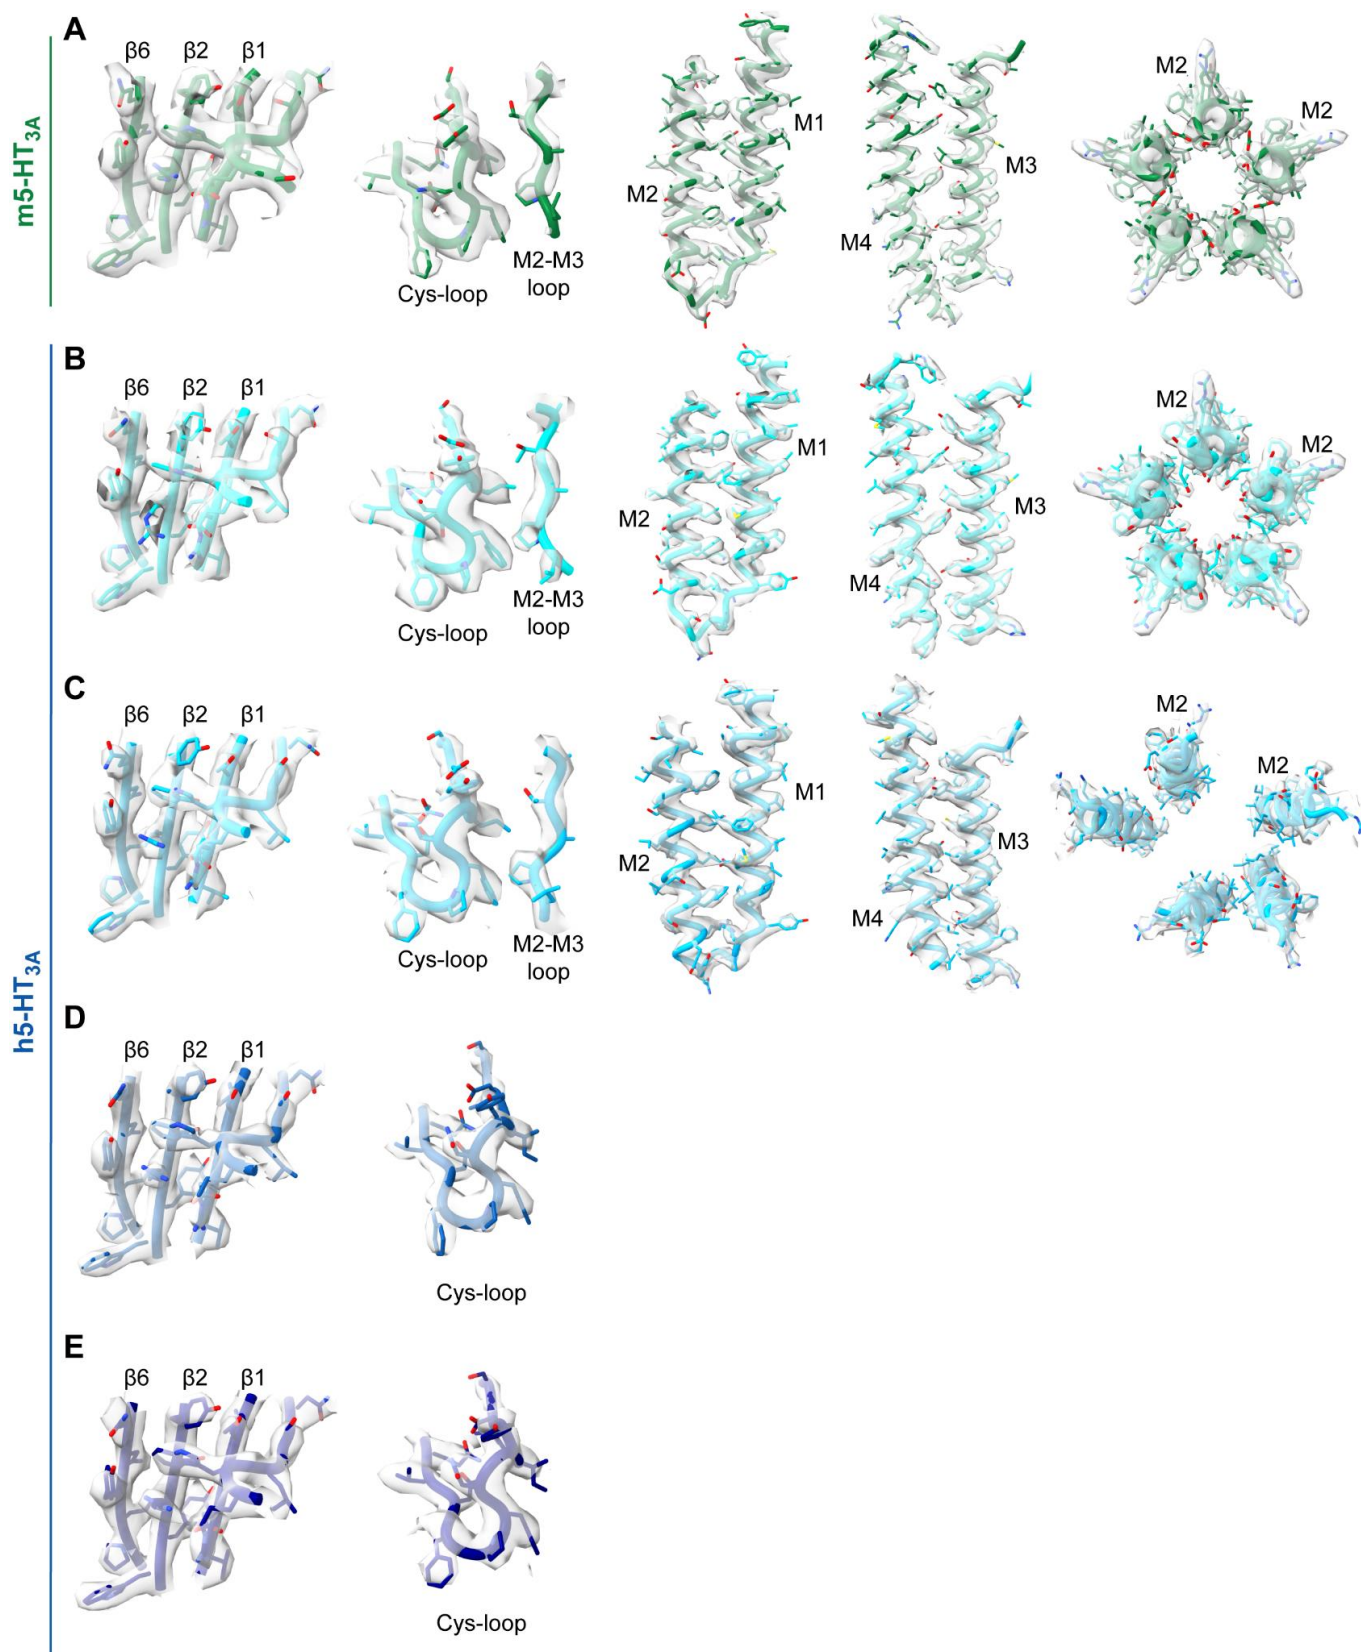 m5-HT3A
A
β6 β2 β1
Cys-loop
M2-M3
loop
M2
M1
M4
M3
M2
M2
h5-HT3A
B
β6 β2 β1
Cys-loop
M2-M3
loop
M2
M1
M4
M3
M2
M2
C
β6 β2 β1
Cys-loop
M2-M3
loop
M2
M1
M4
M3
M2
M2
D
β6 β2 β1
Cys-loop
E
β6 β2 β1
Cys-loop